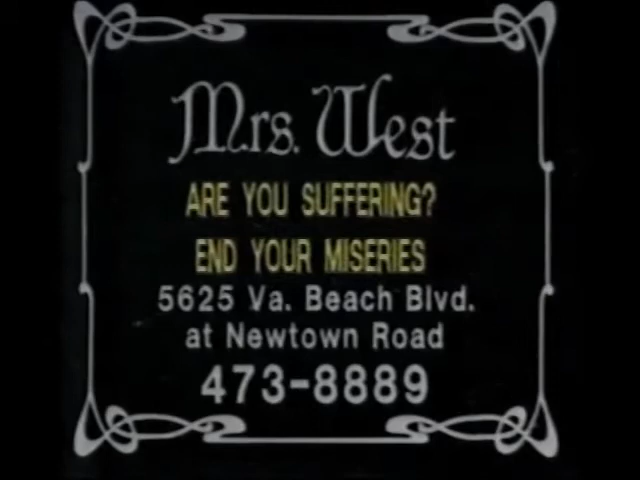 Mrs. West
ARE YOU SUFFERING?
END YOUR MISERIES
5625 Va. Beach Blvd.
at Newtown Road
473-8889